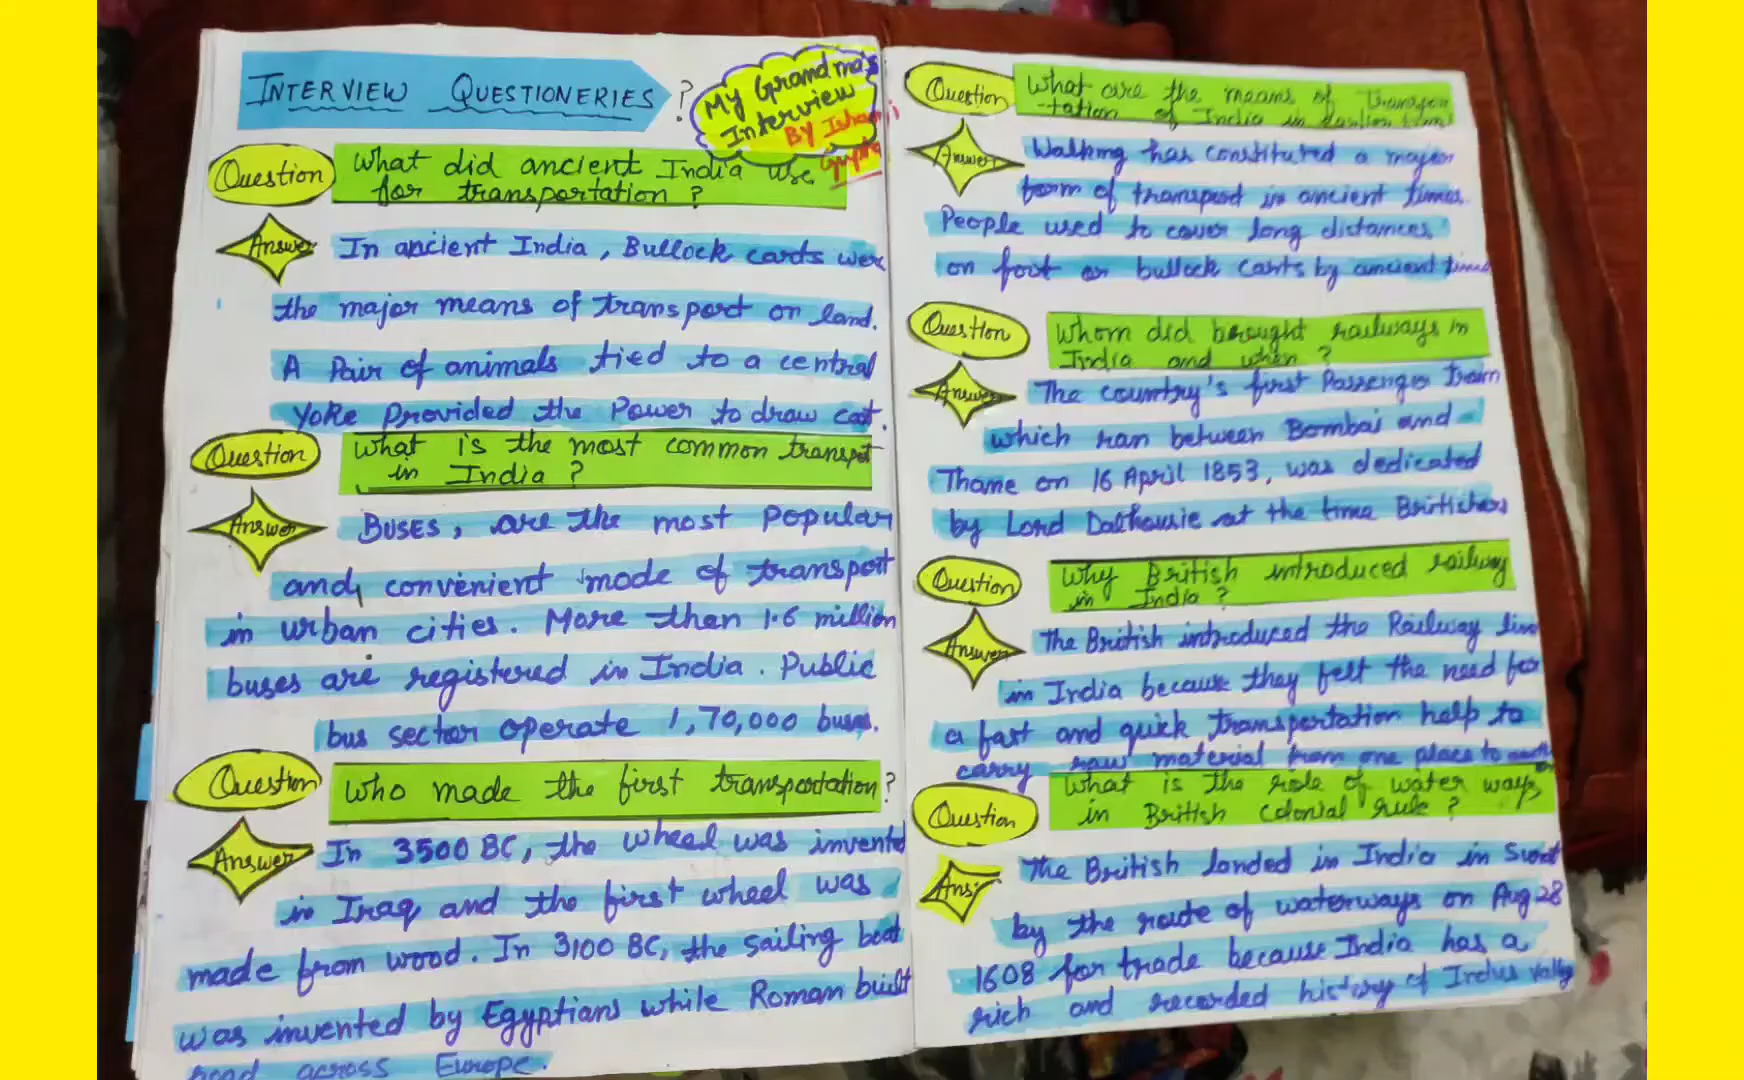 INTERVIEW QUESTIONERIES ?
My Grandma's
Interview
By Ishanji
Gupta
Question
What did ancient India use
for transportation ?
Answer
In ancient India, Bullock carts were
the major means of transport on land.
A Pair of animals tied to a central
yoke Provided the Power to draw cart.
Question
What is the most common transport
in India ?
Answer
BUSES, are the most popular
and convenient mode of transport
in urban cities. More than 1.6 million
buses are registered in India. Public
bus sector operate 1,70,000 buses.
Question
Who made the first transportation?
Answer
In 3500 BC, the wheel was invented
in Iraq and the first wheel was
made from wood. In 3100 BC, the sailing boat
was invented by Egyptians while Roman built
road across Europe.
Question
What are the means of transpor
-tation of India in earlier times
Answer
Walking has constituted a major
form of transport in ancient times.
People used to cover long distances
on foot or bullock carts by ancient times
Question
Whom did brought railways in
India and when ?
Answer
The country's first Passenger train
which ran between Bombai and
Thame on 16 April 1853, was dedicated
by Lord Dalhousie at the time Britishers
Question
Why British introduced railway
in India ?
Answer
The British introduced the Railway line
in India because they felt the need for
a fast and quick transportation help to
carry raw material from one place to another
Question
What is the role of water ways
in British Colonial rule ?
Ans:
The British landed in India in Surat
by the route of waterways on Aug 28
1608 for trade because India has a
rich and recorded history of Indus Valley